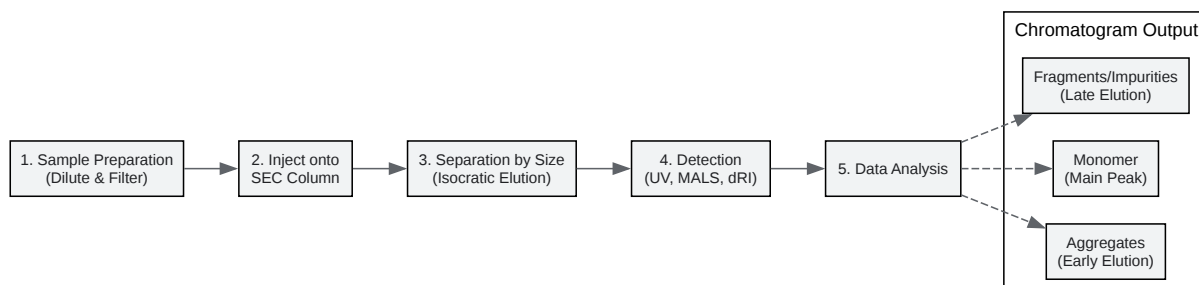 Chromatogram Output
Fragments/Impurities
(Late Elution)
1. Sample Preparation
(Dilute & Filter)
2. Inject onto
SEC Column
3. Separation by Size
(Isocratic Elution)
4. Detection
(UV, MALS, dRI)
5. Data Analysis
Monomer
(Main Peak)
Aggregates
(Early Elution)